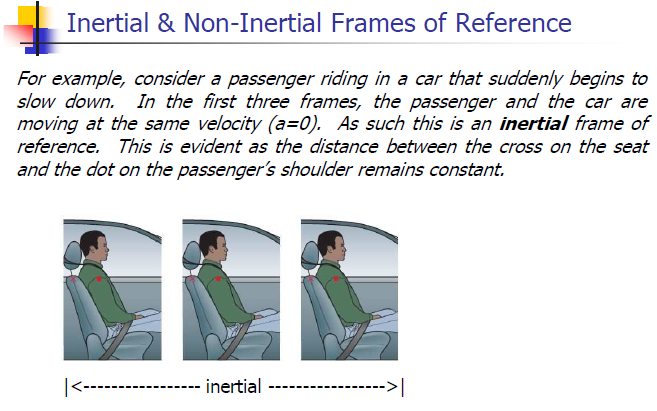 Inertial & Non-Inertial Frames of Reference
For example, consider a passenger riding in a car that suddenly begins to
slow down. In the first three frames, the passenger and the car are
moving at the same velocity (a=0). As such this is an inertial frame of
reference. This is evident as the distance between the cross on the seat
and the dot on the passenger's shoulder remains constant.
|<----------------- inertial ----------------->|